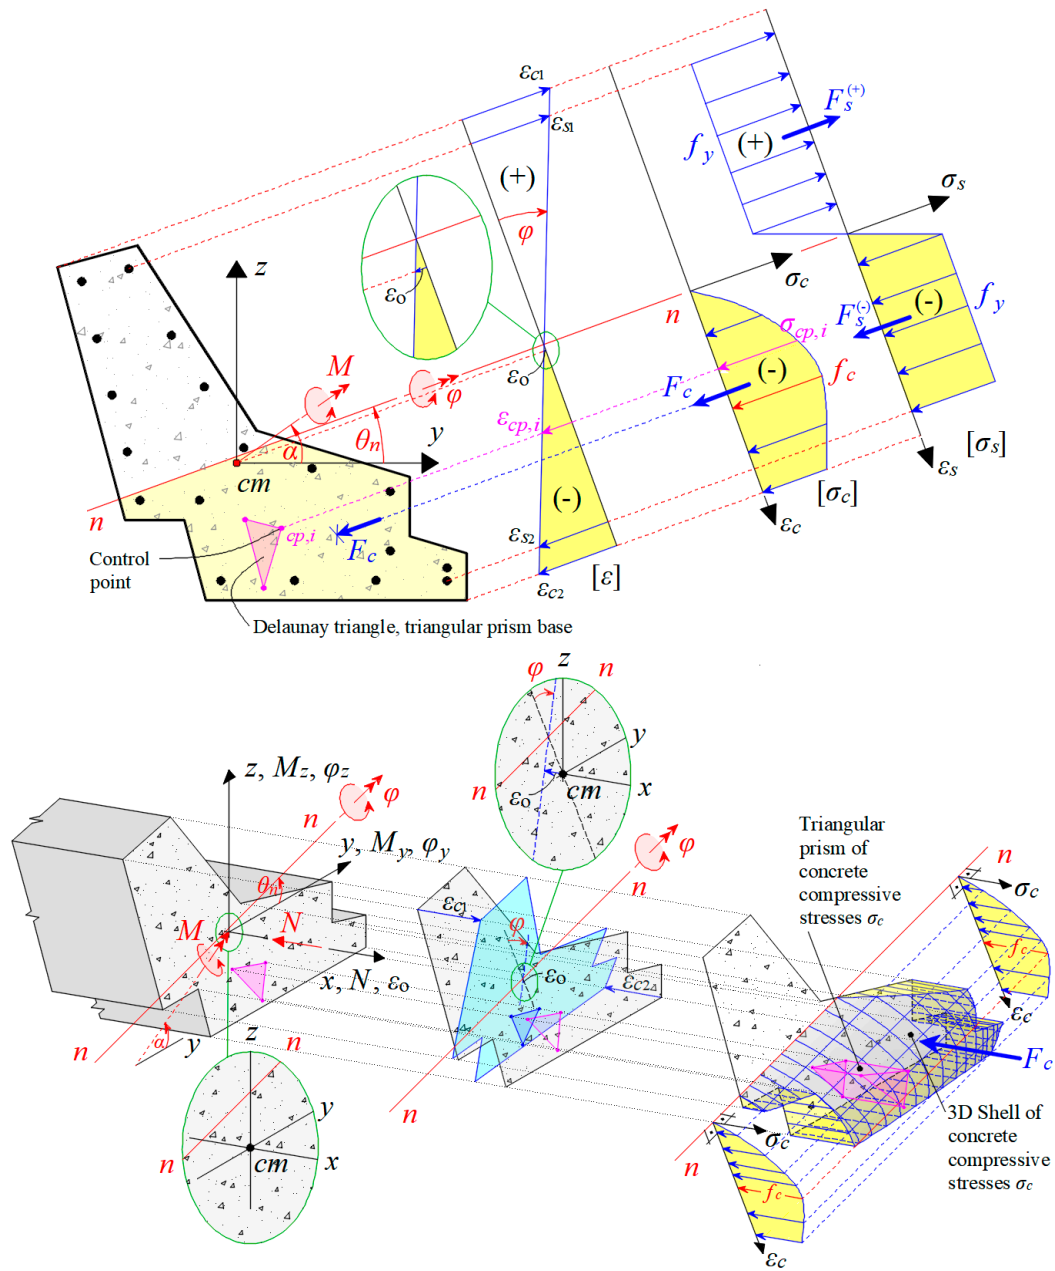 εc1
Fs(+)
εs1
fy
(+)
(+)
σs
φ
z
εo
σc
Fs(-)
(-)
fy
n
σcp,i
M
εo
(-)
fc
φ
Fc
εcp,i
α
θn
y
[σs]
cm
εs
(-)
[σc]
n
εs2
εc
cp,i
Fc
Control
point
εc2
[ε]
Delaunay triangle, triangular prism base
z
φ
n
y
z, Mz, φz
φ
n
εo
cm
x
n
Triangular
prism of
concrete
compressive
stresses σc
φ
y, My, φy
n
θn
n
σc
εc1
M
N
φ
fc
x, N, εo
εo
εc2
εc
α
y
z
n
Fc
n
n
y
3D Shell of
concrete
compressive
stresses σc
σc
n
cm
x
n
fc
εc